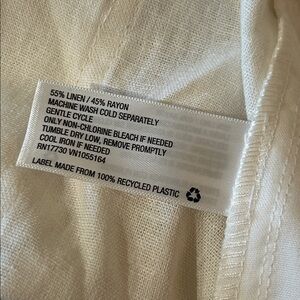 55% LINEN / 45% RAYON
MACHINE WASH COLD SEPARATELY
GENTLE CYCLE
ONLY NON-CHLORINE BLEACH IF NEEDED
TUMBLE DRY LOW, REMOVE PROMPTLY
COOL IRON IF NEEDED
RN17730 VN1055164
LABEL MADE FROM 100% RECYCLED PLASTIC